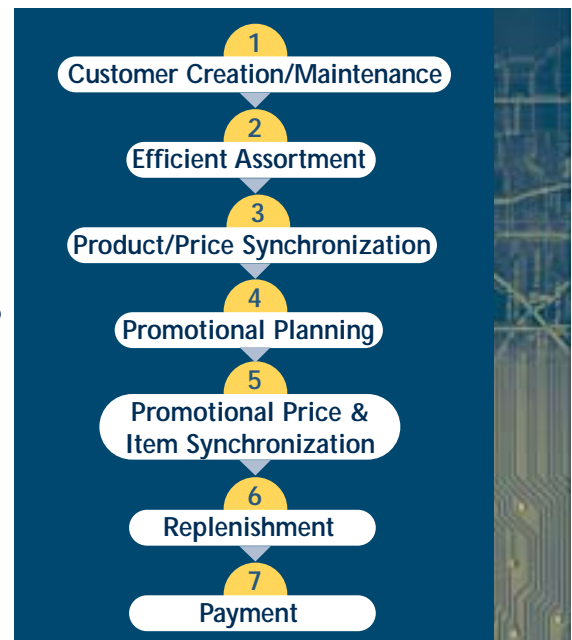 1
Customer Creation/Maintenance
2
Efficient Assortment
3
Product/Price Synchronization
4
Promotional Planning
5
Promotional Price &
Item Synchronization
6
Replenishment
7
Payment